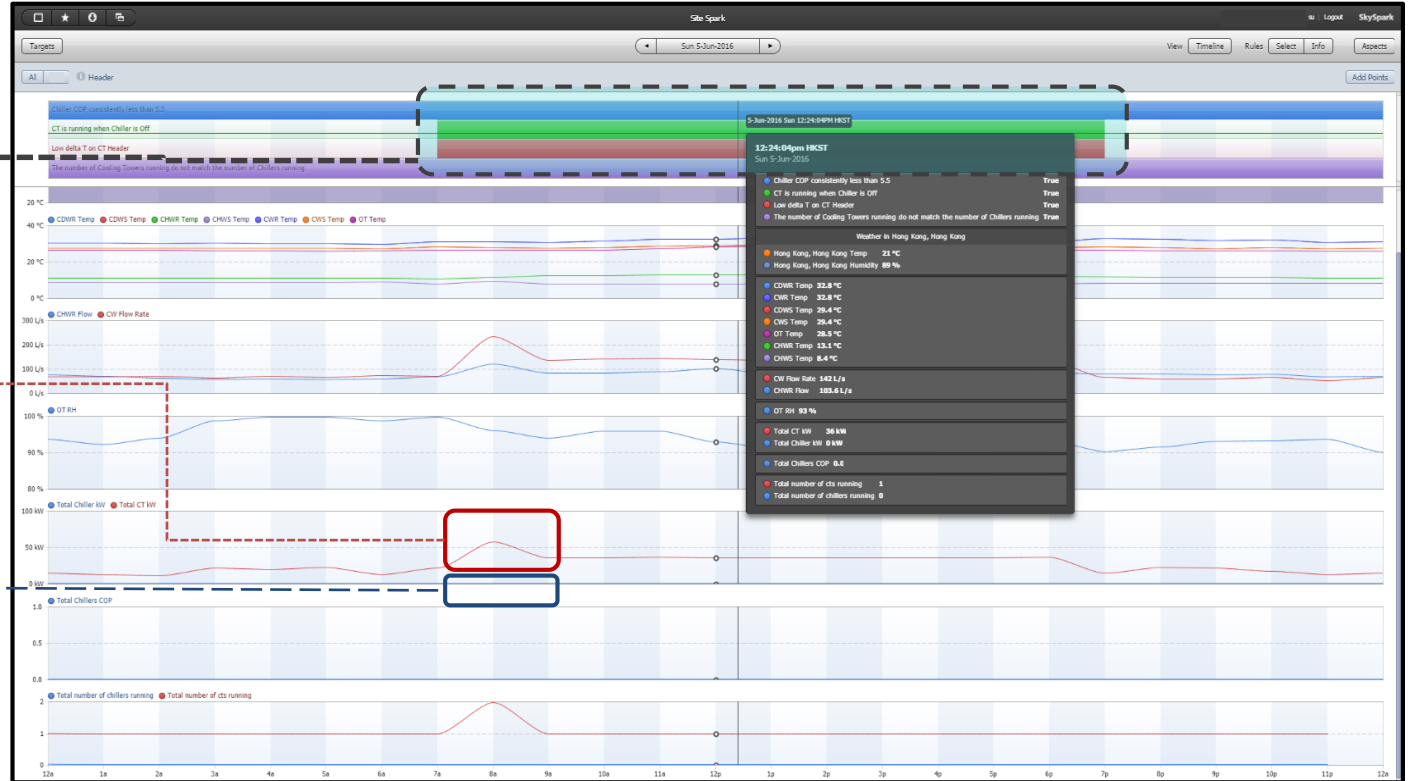 Site Spark
su Logout SkySpark
Targets
Sun 5-Jun-2016
View Timeline Rules Select Info Aspects
All Header
Add Points
Chiller COP consistently less than 5.5
CT is running when Chiller is Off
Low delta T on CT Header
The number of Cooling Towers running do not match the number of Chillers running
5-Jun-2016 Sun 12:24:04PM HKST
12:24:04pm HKST
Sun 5-Jun-2016
Chiller COP consistently less than 5.5 True
CT is running when Chiller is Off True
Low delta T on CT Header True
The number of Cooling Towers running do not match the number of Chillers running True
Weather in Hong Kong, Hong Kong
Hong Kong, Hong Kong Temp 21 °C
Hong Kong, Hong Kong Humidity 89 %
CDWR Temp 32.8 °C
CWR Temp 32.8 °C
CDWS Temp 29.4 °C
CWS Temp 29.4 °C
OT Temp 28.5 °C
CHWR Temp 13.1 °C
CHWS Temp 8.4 °C
CW Flow Rate 142 L/s
CHWR Flow 103.6 L/s
OT RH 93 %
Total CT kW 36 kW
Total Chiller kW 0 kW
Total Chillers COP 0.0
Total number of cts running 1
Total number of chillers running 0
20 °C
CDWR Temp CDWS Temp CHWR Temp CHWS Temp CWR Temp CWS Temp OT Temp
40 °C
20 °C
0 °C
CHWR Flow CW Flow Rate
300 L/s
200 L/s
100 L/s
0 L/s
OT RH
100 %
90 %
80 %
Total Chiller kW Total CT kW
100 kW
50 kW
0 kW
Total Chillers COP
1.0
0.5
0.0
Total number of chillers running Total number of cts running
2
1
0
12a 1a 2a 3a 4a 5a 6a 7a 8a 9a 10a 11a 12p 1p 2p 3p 4p 5p 6p 7p 8p 9p 10p 11p 12a